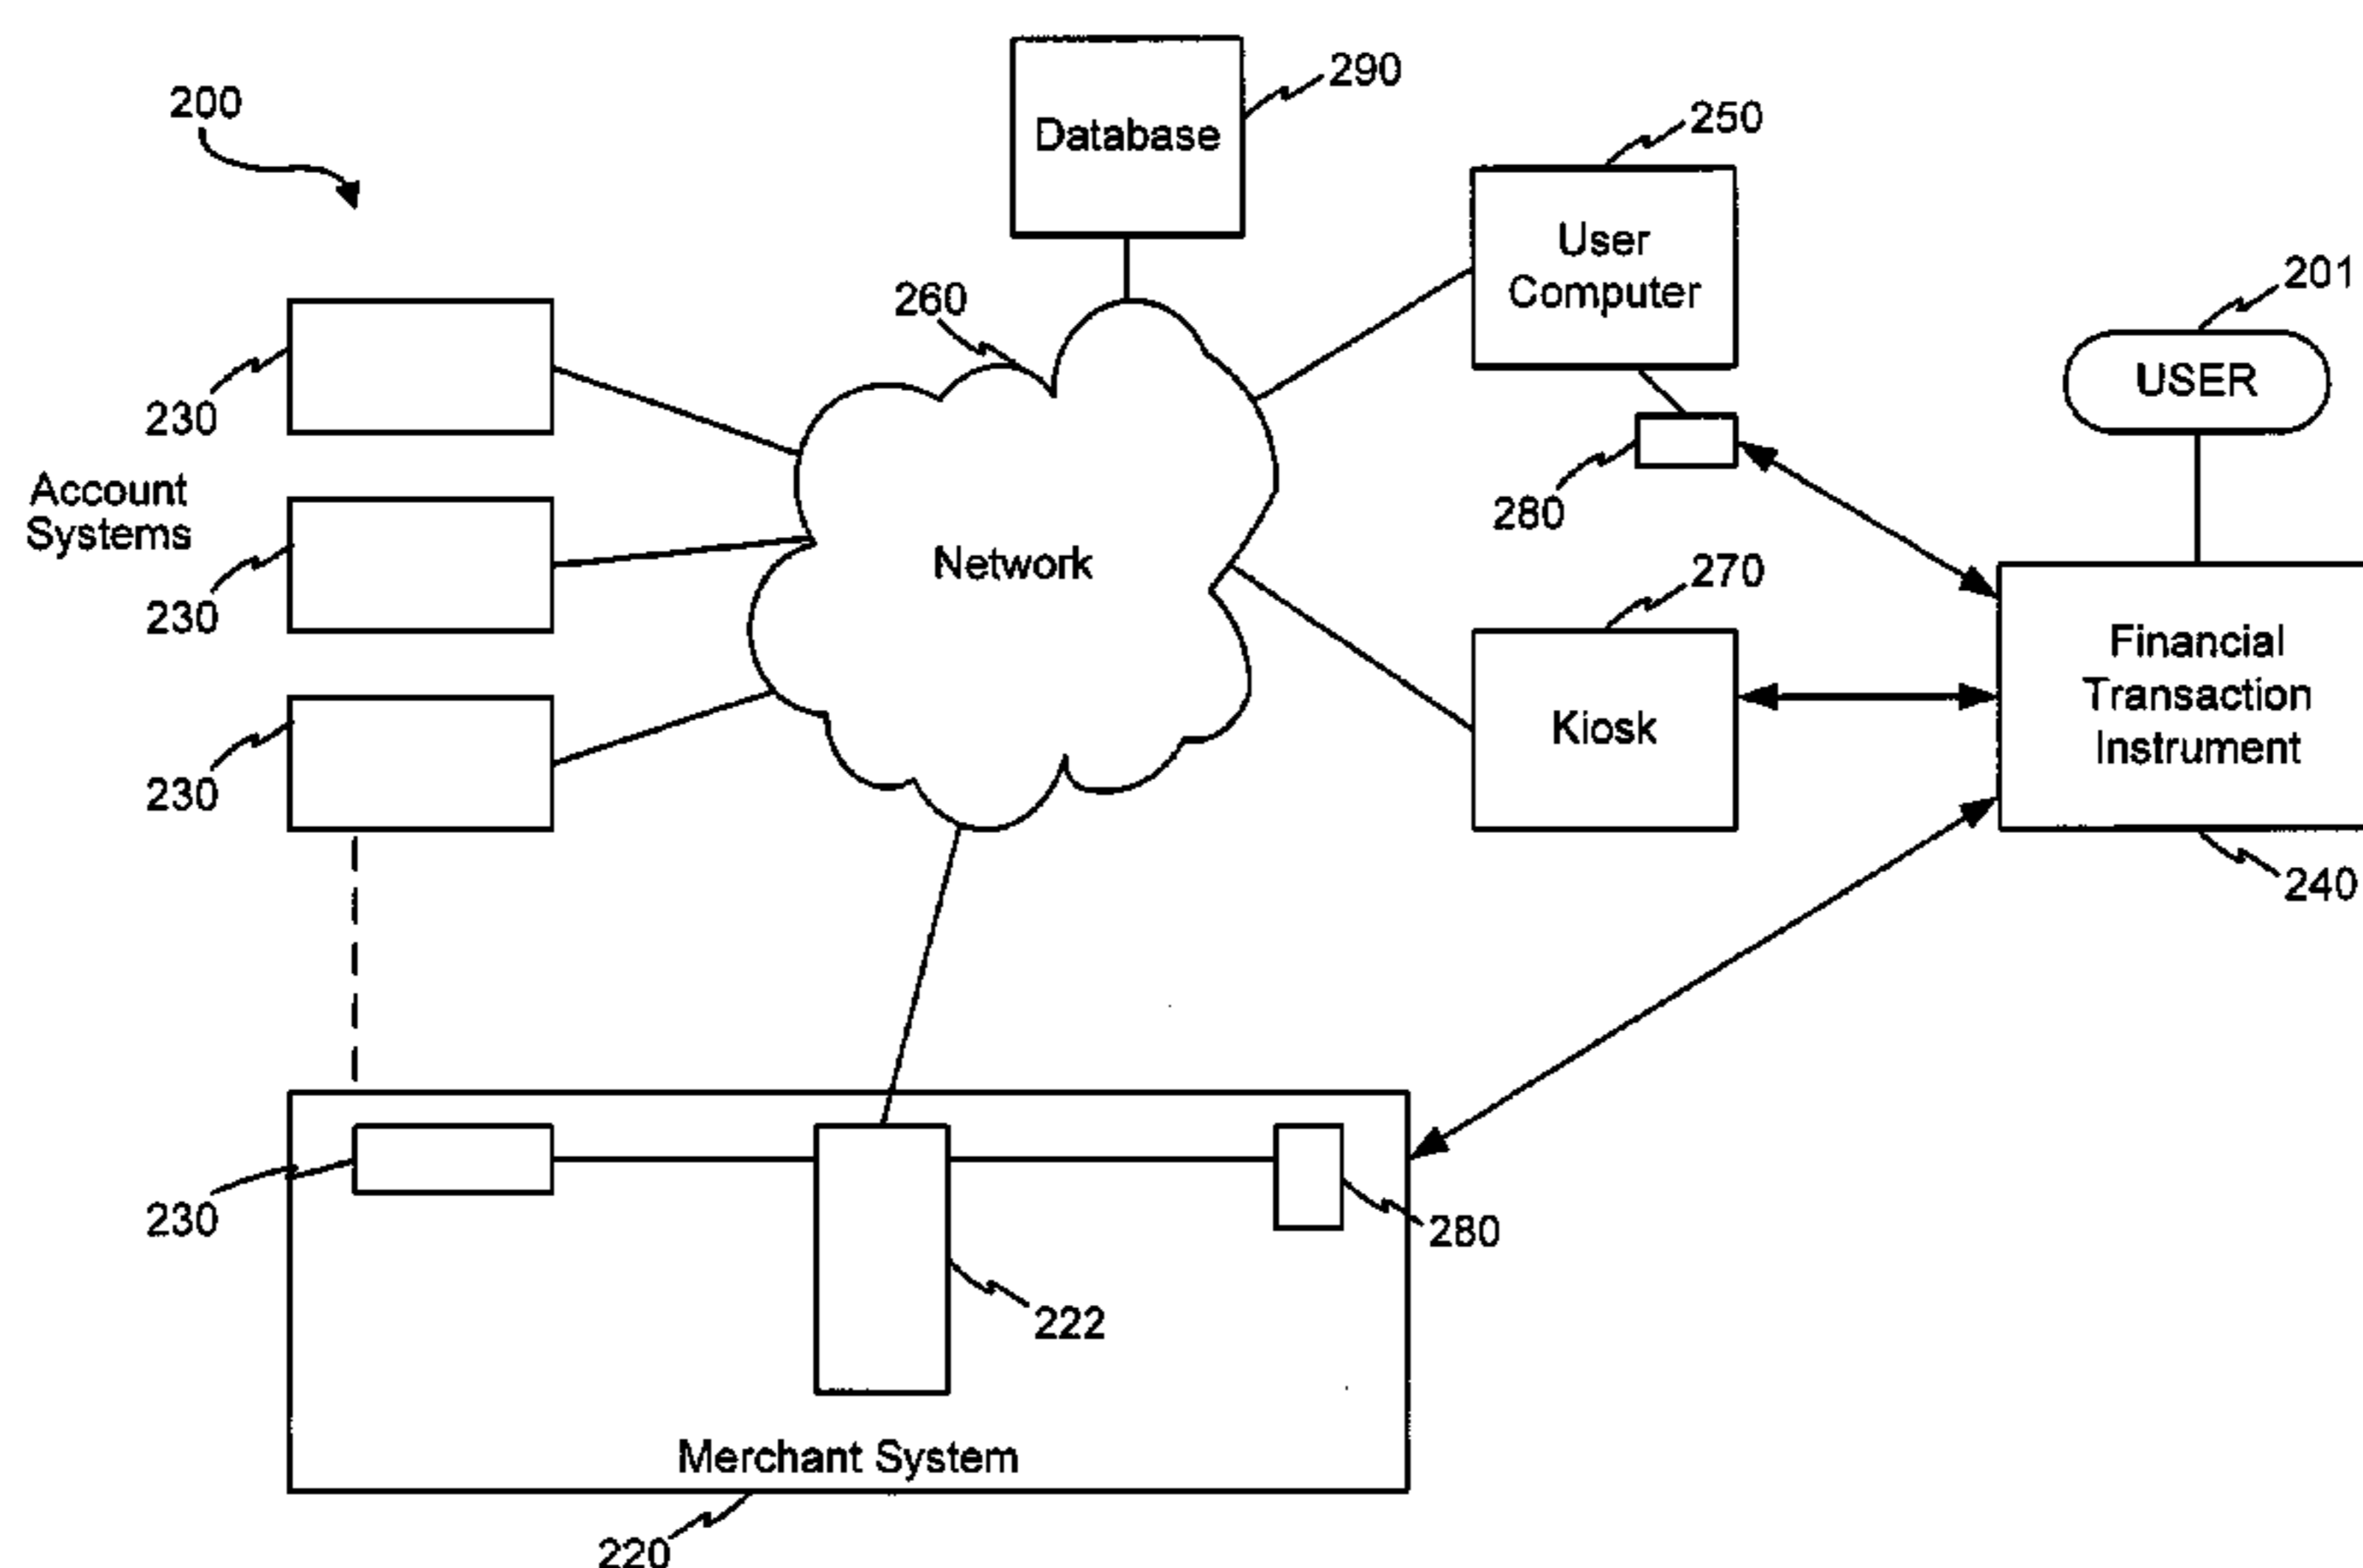 200
Database
290
250
User
Computer
201
USER
260
230
Account
Systems
280
Network
270
230
Financial
Transaction
Instrument
Kiosk
230
240
230
280
222
Merchant System
220